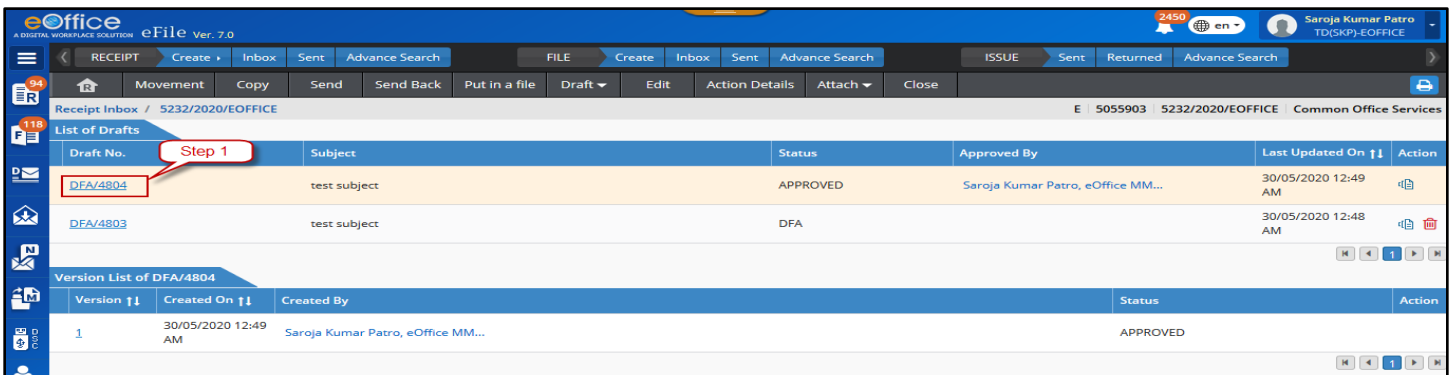 eOffice
A DIGITAL WORKPLACE SOLUTION eFile Ver. 7.0
2450
en
Saroja Kumar Patro
TD(SKP)-EOFFICE
RECEIPT Create Inbox Sent Advance Search FILE Create Inbox Sent Advance Search ISSUE Sent Returned Advance Search
94
R
Movement Copy Send Send Back Put in a file Draft Edit Action Details Attach Close
Receipt Inbox / 5232/2020/EOFFICE E 5055903 5232/2020/EOFFICE Common Office Services
118
F
List of Drafts
Draft No. Subject Status Approved By Last Updated On Action
Step 1
DFA/4804 test subject APPROVED Saroja Kumar Patro, eOffice MM... 30/05/2020 12:49 AM
D
DFA/4803 test subject DFA 30/05/2020 12:48 AM
1
N
Version List of DFA/4804
M
Version Created On Created By Status Action
1 30/05/2020 12:49 AM Saroja Kumar Patro, eOffice MM... APPROVED
DSC
1